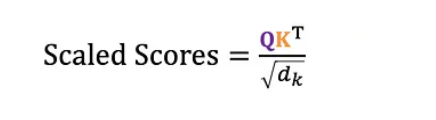 Scaled Scores = QKᵀ / √dₖ